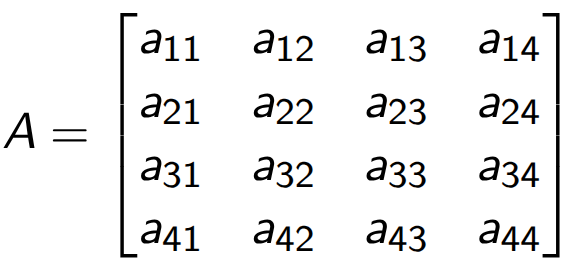 A = [a₁₁ a₁₂ a₁₃ a₁₄
a₂₁ a₂₂ a₂₃ a₂₄
a₃₁ a₃₂ a₃₃ a₃₄
a₄₁ a₄₂ a₄₃ a₄₄]